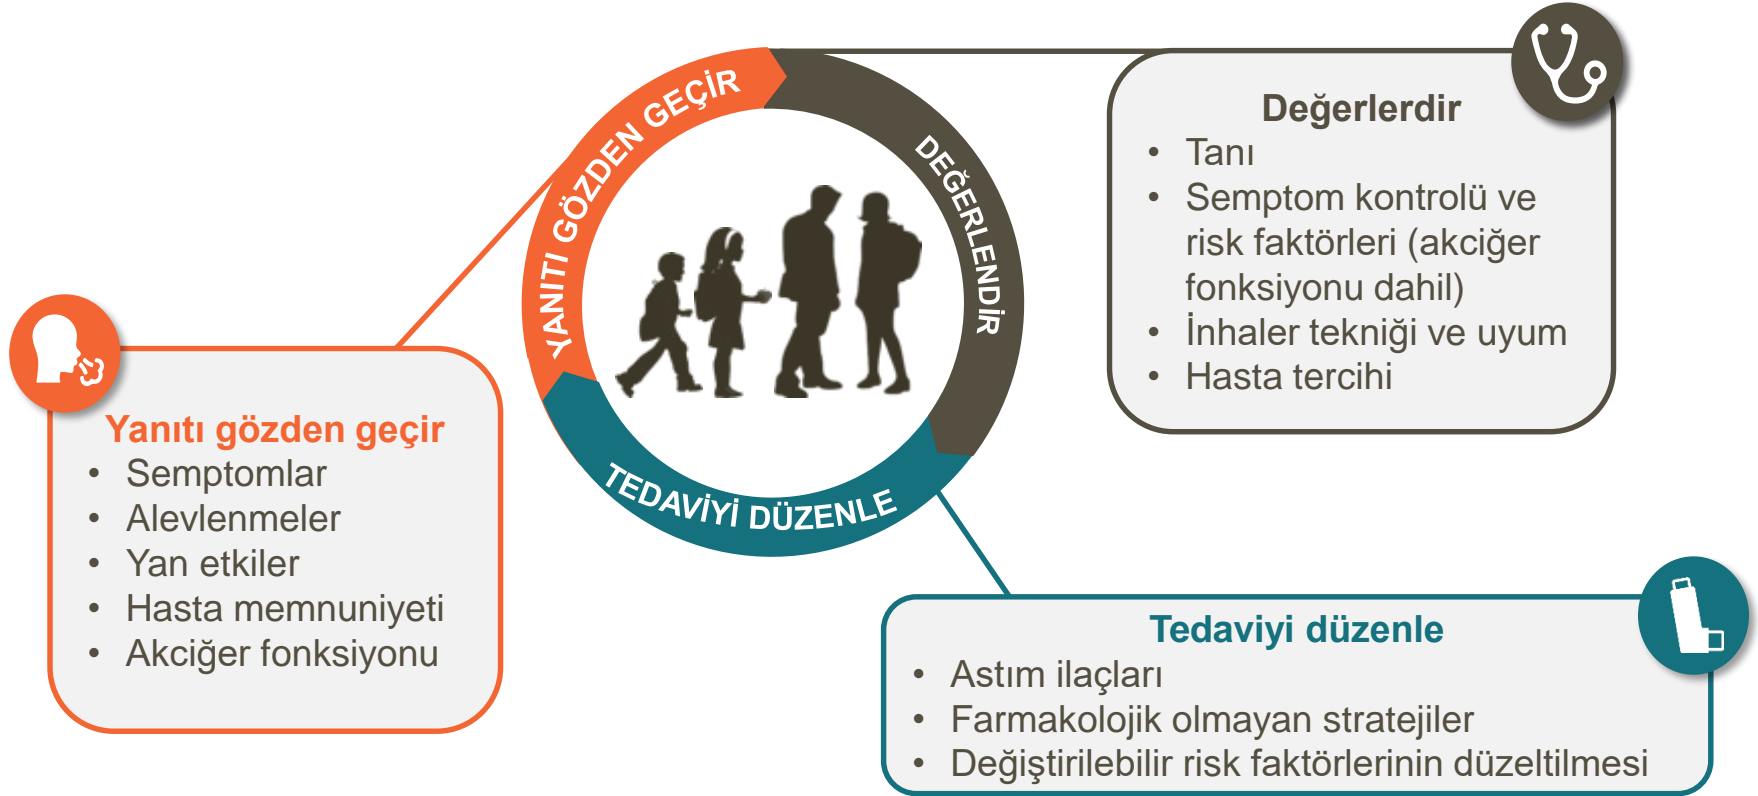 YANITI GÖZDEN GEÇİR
DEĞERLENDİR
TEDAVİYİ DÜZENLE
Değerlerdir
• Tanı
• Semptom kontrolü ve
risk faktörleri (akciğer
fonksiyonu dahil)
• İnhaler tekniği ve uyum
• Hasta tercihi
Yanıtı gözden geçir
• Semptomlar
• Alevlenmeler
• Yan etkiler
• Hasta memnuniyeti
• Akciğer fonksiyonu
Tedaviyi düzenle
• Astım ilaçları
• Farmakolojik olmayan stratejiler
• Değiştirilebilir risk faktörlerinin düzeltilmesi